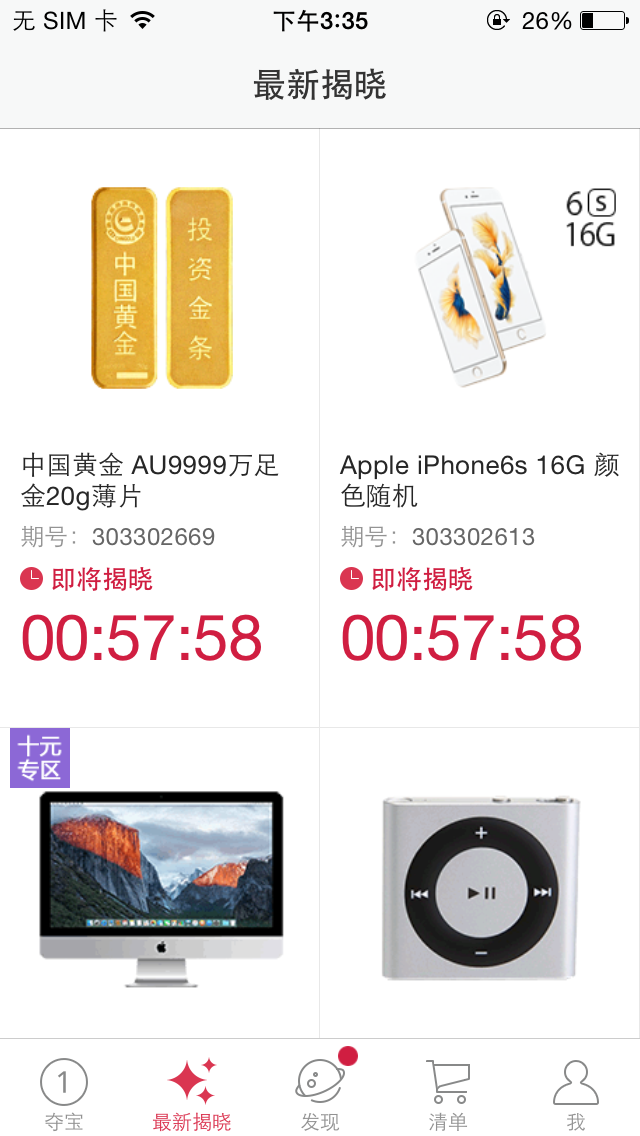 无 SIM 卡
下午3:35
26%
最新揭晓
中国黄金
投资金条
6S
16G
中国黄金 AU9999万足
金20g薄片
期号：303302669
即将揭晓
00:57:58
Apple iPhone6s 16G 颜
色随机
期号：303302613
即将揭晓
00:57:58
十元
专区
1
夺宝
最新揭晓
发现
清单
我